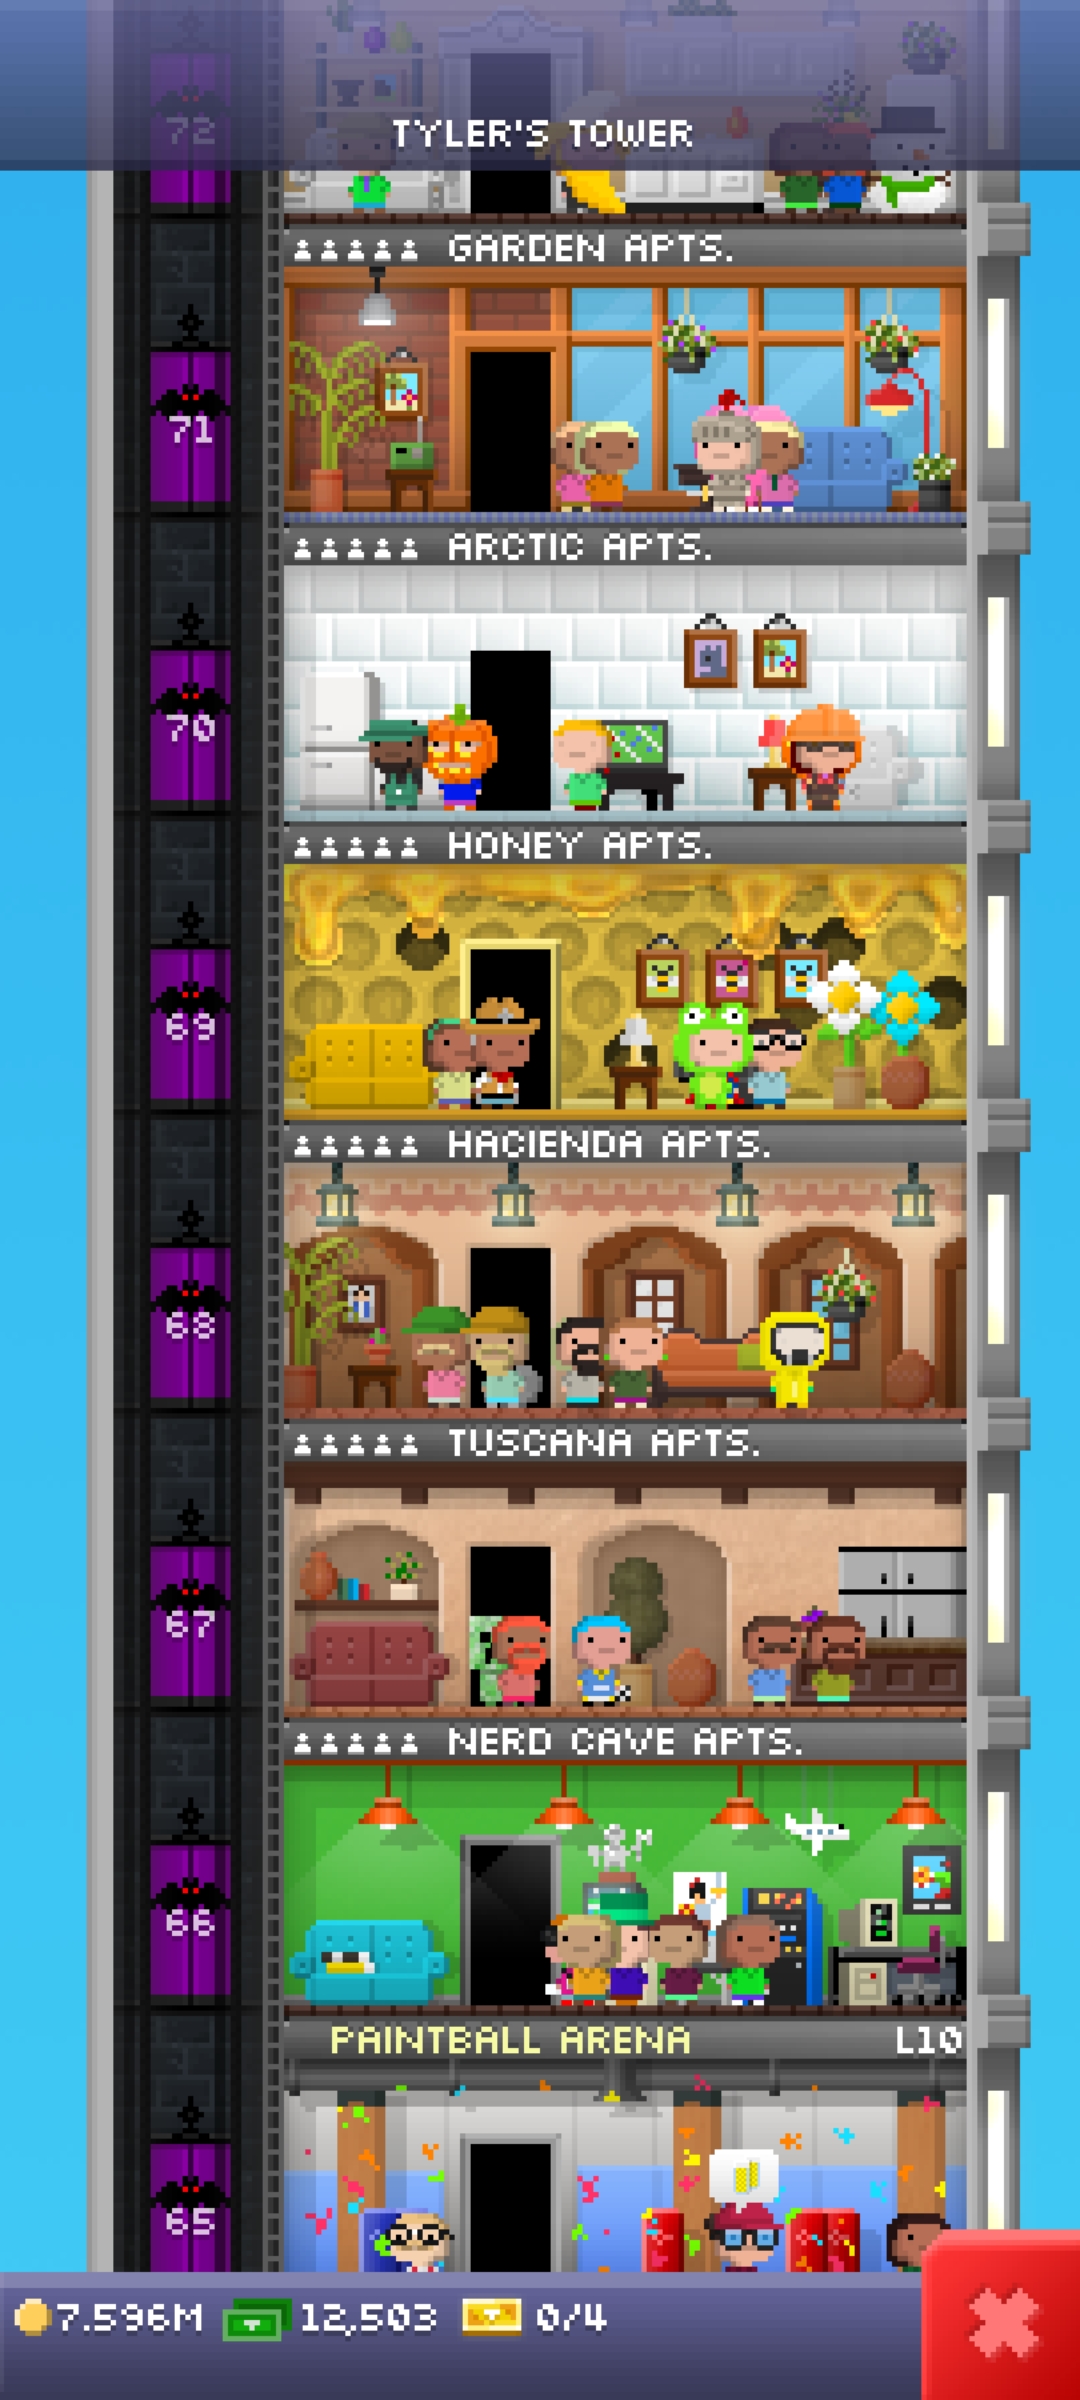 72
TYLER'S TOWER
GARDEN APTS.
71
ARCTIC APTS.
70
HONEY APTS.
69
HACIENDA APTS.
68
TUSCANA APTS.
67
NERD CAVE APTS.
66
PAINTBALL ARENA L10
65
7.596M 12,503 0/4